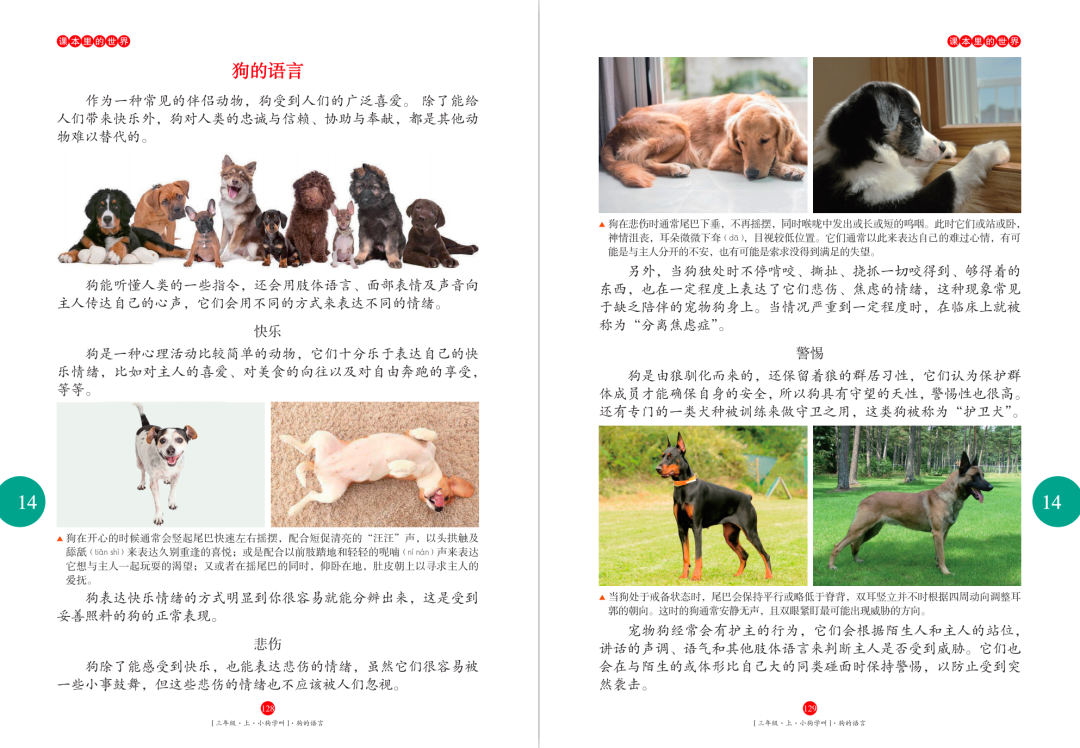 课本里的世界
狗的语言
作为一种常见的伴侣动物，狗受到人们的广泛喜爱。 除了能给
人们带来快乐外，狗对人类的忠诚与信赖、协助与奉献，都是其他动
物难以替代的。
狗能听懂人类的一些指令，还会用肢体语言、面部表情及声音向
主人传达自己的心声，它们会用不同的方式来表达不同的情绪。
快乐
狗是一种心理活动比较简单的动物，它们十分乐于表达自己的快
乐情绪，比如对主人的喜爱、对美食的向往以及对自由奔跑的享受，
等等。
▲ 狗在开心的时候通常会竖起尾巴快速左右摇摆，配合短促清亮的“汪汪”声，以头拱触及
舔舐（tiǎn shì）来表达久别重逢的喜悦；或是配合以前肢踏地和轻轻的呢喃（ní nán）声来表达
它想与主人一起玩耍的渴望；又或者在摇尾巴的同时，仰卧在地，肚皮朝上以寻求主人的
爱抚。
狗表达快乐情绪的方式明显到你很容易就能分辨出来，这是受到
妥善照料的狗的正常表现。
悲伤
狗除了能感受到快乐，也能表达悲伤的情绪，虽然它们很容易被
一些小事鼓舞，但这些悲伤的情绪也不应该被人们忽视。
14
128
[ 三年级·上·小狗学叫 ]·狗的语言
课本里的世界
▲ 狗在悲伤时通常尾巴下垂，不再摇摆，同时喉咙中发出或长或短的呜咽。此时它们或站或卧，
神情沮丧，耳朵微微下耷（dā），目视较低位置。它们通常以此来表达自己的难过心情，有可
能是与主人分开的不安，也有可能是索求没得到满足的失望。
另外，当狗独处时不停啃咬、撕扯、挠抓一切咬得到、够得着的
东西，也在一定程度上表达了它们悲伤、焦虑的情绪，这种现象常见
于缺乏陪伴的宠物狗身上。当情况严重到一定程度时，在临床上就被
称为“分离焦虑症”。
警惕
狗是由狼驯化而来的，还保留着狼的群居习性，它们认为保护群
体成员才能确保自身的安全，所以狗具有守望的天性，警惕性也很高。
还有专门的一类犬种被训练来做守卫之用，这类狗被称为“护卫犬”。
▲ 当狗处于戒备状态时，尾巴会保持平行或略低于脊背，双耳竖立并不时根据四周动向调整耳
郭的朝向。这时的狗通常安静无声，且双眼紧盯最可能出现威胁的方向。
宠物狗经常会有护主的行为，它们会根据陌生人和主人的站位，
讲话的声调、语气和其他肢体语言来判断主人是否受到威胁。它们也
会在与陌生的或体形比自己大的同类碰面时保持警惕，以防止受到突
然袭击。
14
129
[ 三年级·上·小狗学叫 ]·狗的语言